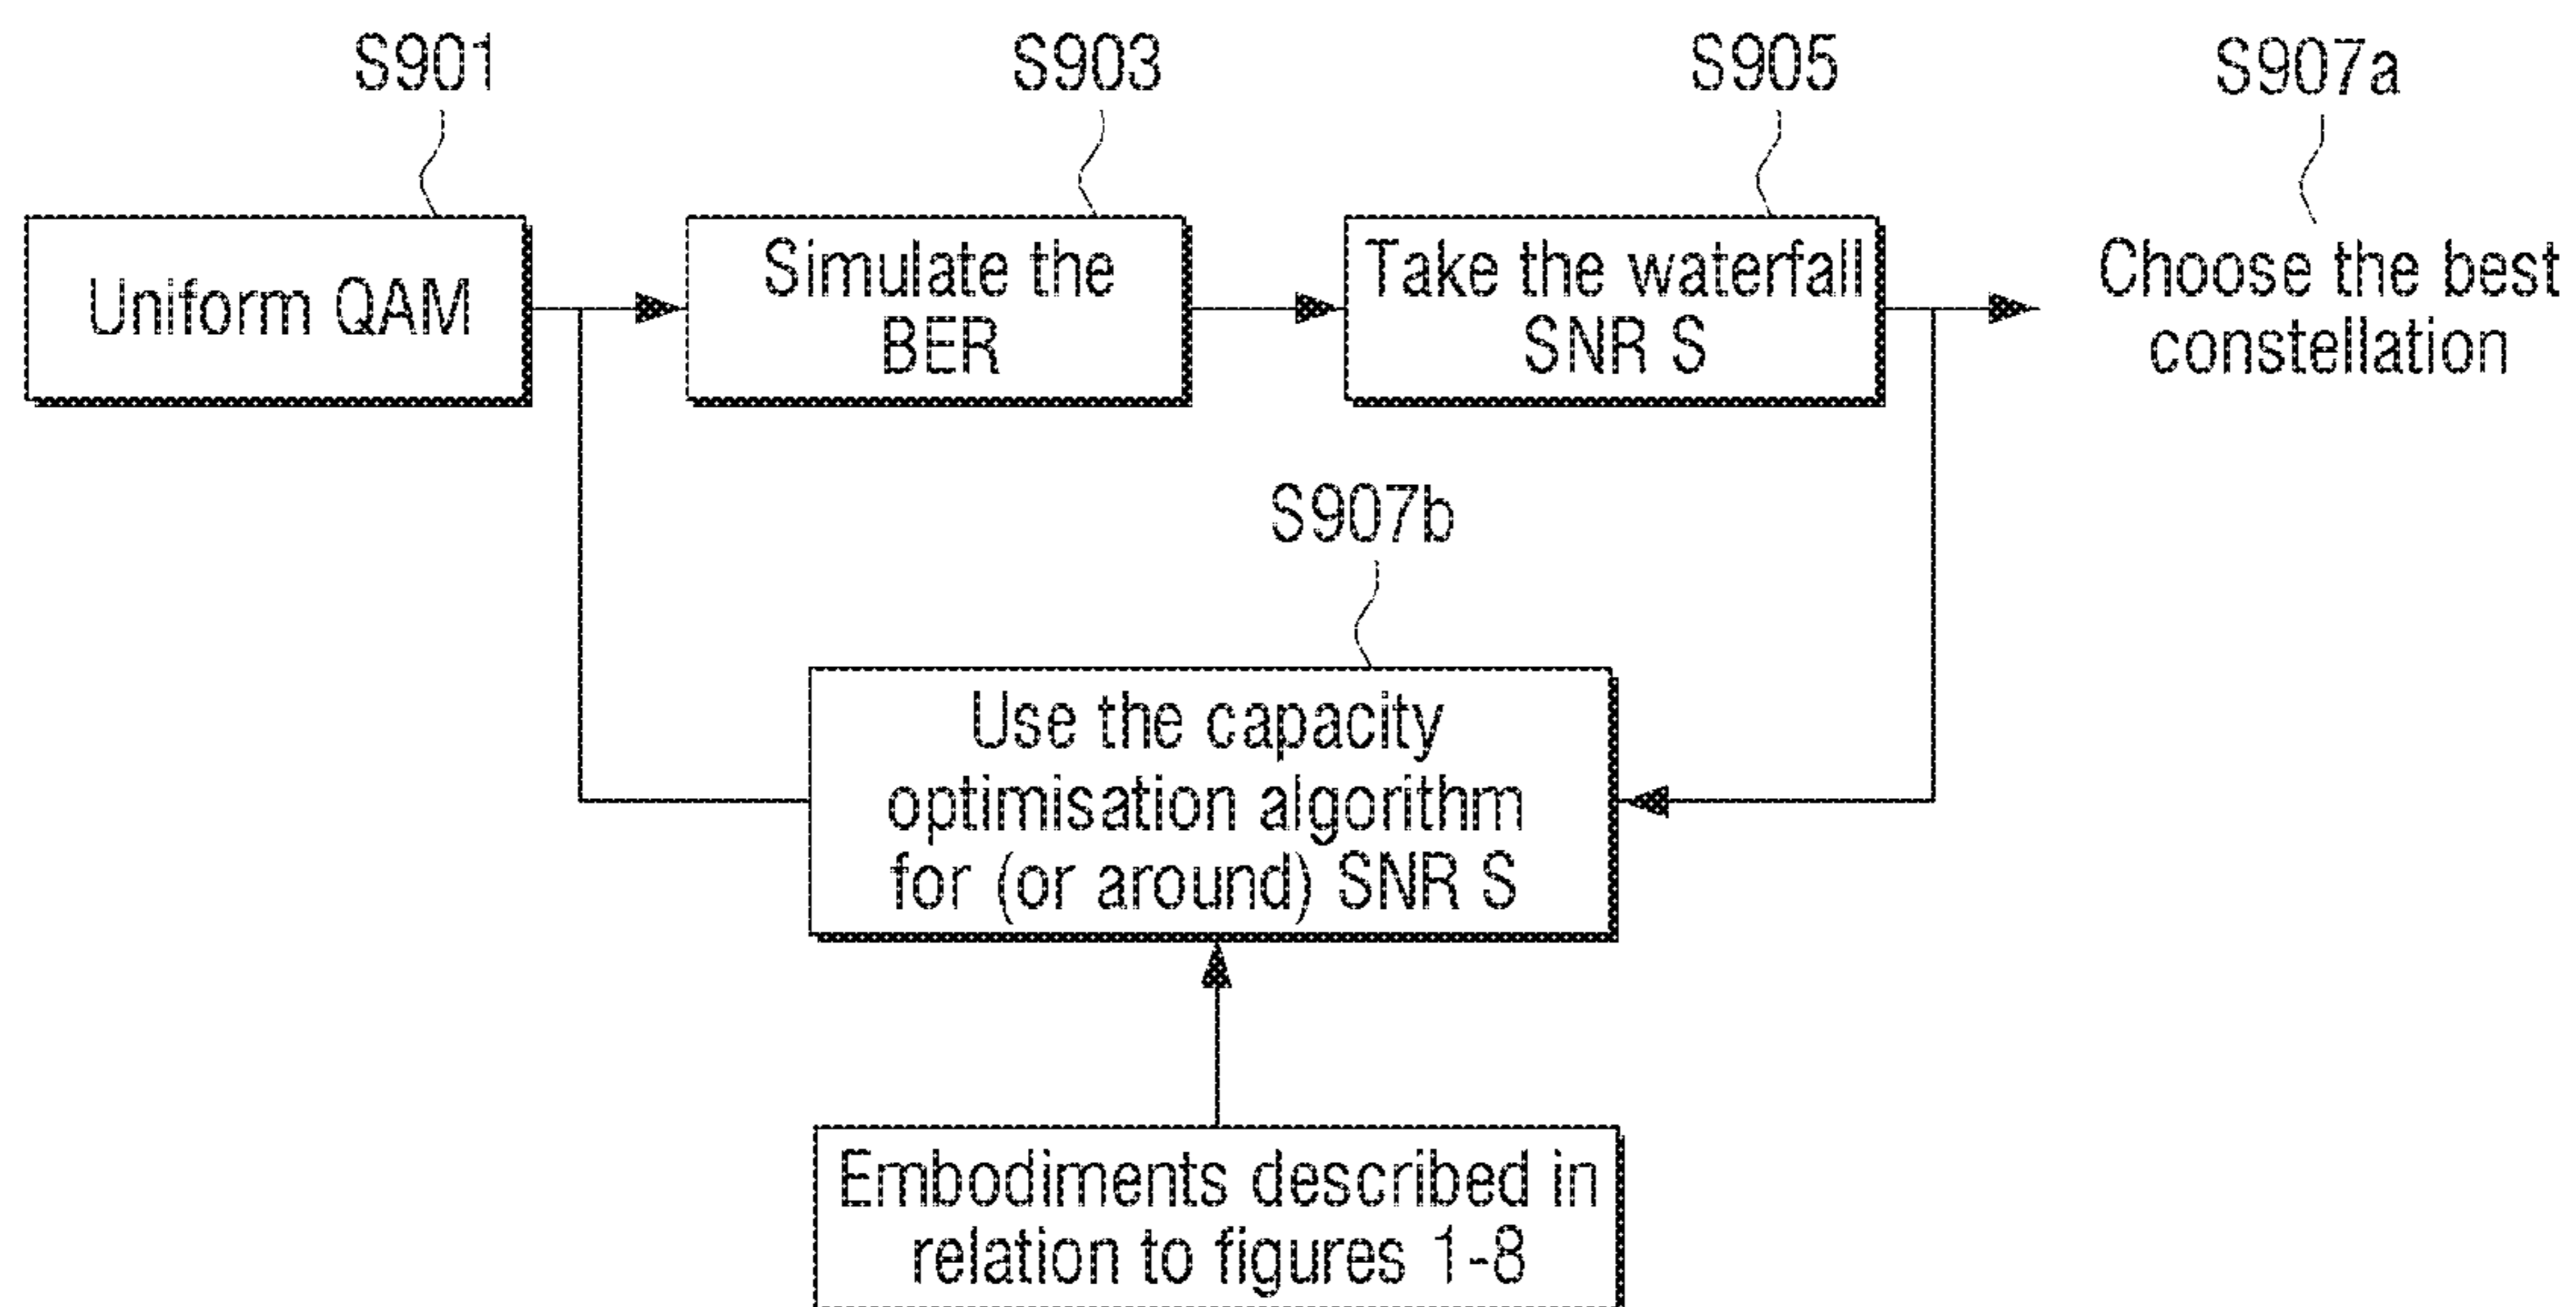 S901
S903
S905
S907a
Uniform QAM
Simulate the
BER
Take the waterfall
SNR S
Choose the best
constellation
S907b
Use the capacity
optimisation algorithm
for (or around) SNR S
Embodiments described in
relation to figures 1-8